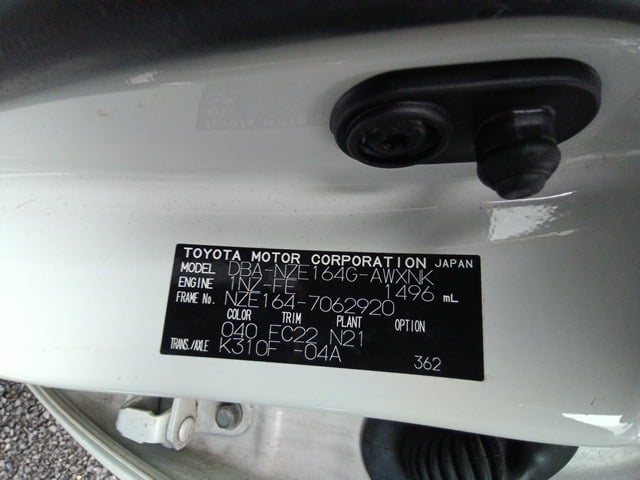 TOYOTA MOTOR CORPORATION JAPAN
MODEL DBA-NZE164G-AWXNK
ENGINE 1NZ-FE 1496 mL
FRAME No. NZE164-7062920
COLOR TRIM PLANT OPTION
040 FC22 N21
TRANS./AXLE K310F -04A
362